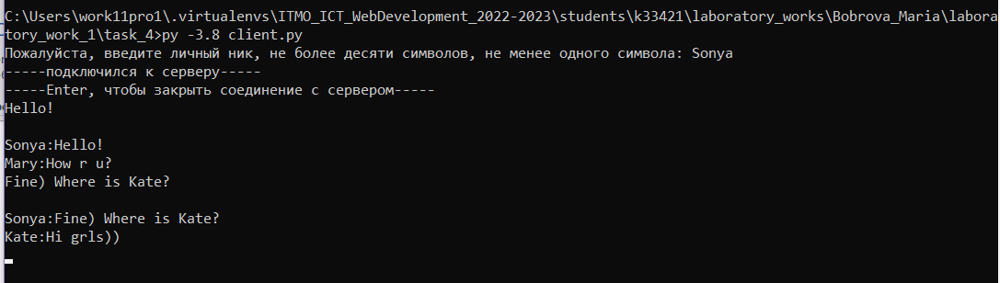 C:\Users\work11pro1\.virtualenvs\ITMO_ICT_WebDevelopment_2022-2023\students\k33421\laboratory_works\Bobrova_Maria\labora
tory_work_1\task_4>py -3.8 client.py
Пожалуйста, введите личный ник, не более десяти символов, не менее одного символа: Sonya
-----подключился к серверу-----
-----Enter, чтобы закрыть соединение с сервером-----
Hello!
Sonya:Hello!
Mary:How r u?
Fine) Where is Kate?
Sonya:Fine) Where is Kate?
Kate:Hi grls))